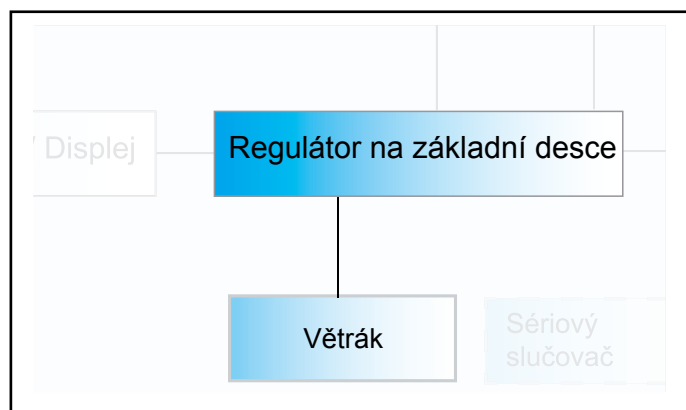 / Displej
Regulátor na základní desce
Větrák
Sériový
slučovač